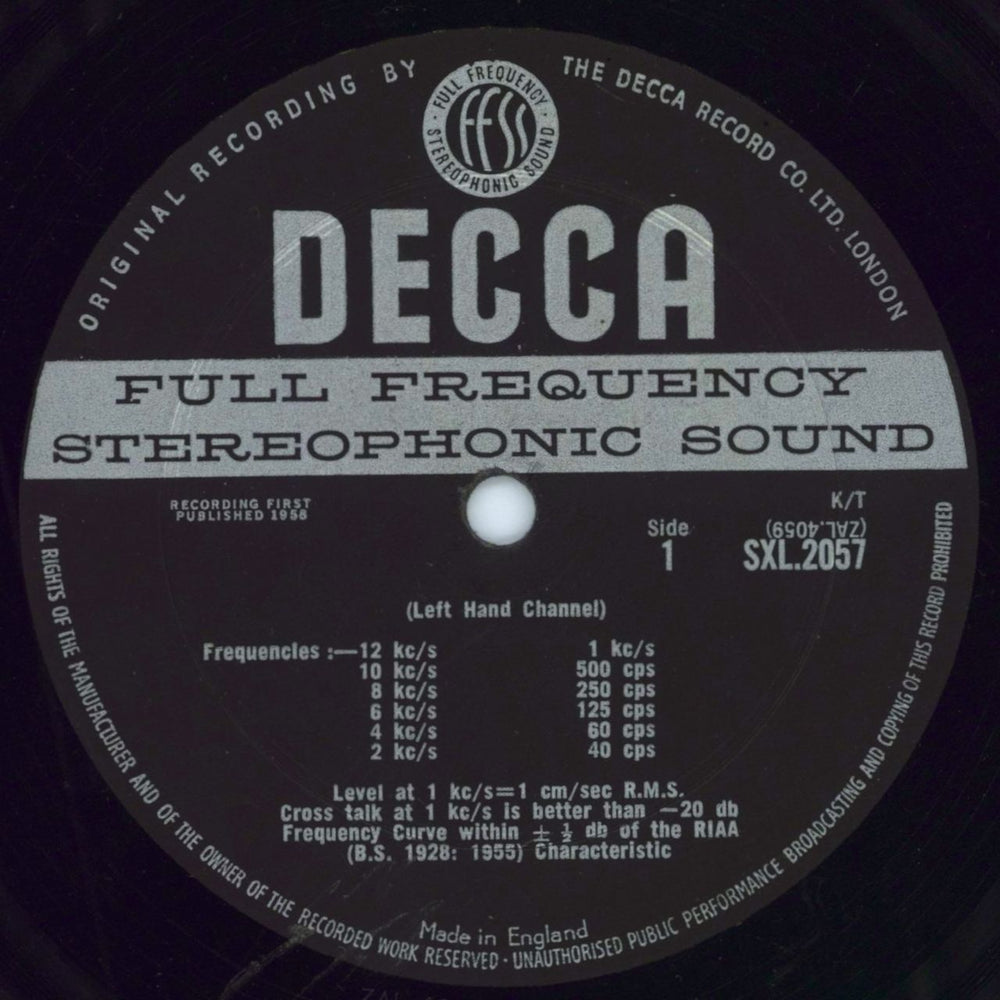 ORIGINAL RECORDING BY THE DECCA RECORD CO. LTD. LONDON
FULL FREQUENCY
FFSS
STEREOPHONIC SOUND
DECCA
FULL FREQUENCY
STEREOPHONIC SOUND
RECORDING FIRST
PUBLISHED 1958
K/T
(ZAL.4059)
Side
1
SXL.2057
(Left Hand Channel)
Frequencies :—12 kc/s 1 kc/s
10 kc/s 500 cps
8 kc/s 250 cps
6 kc/s 125 cps
4 kc/s 60 cps
2 kc/s 40 cps
Level at 1 kc/s=1 cm/sec R.M.S.
Cross talk at 1 kc/s is better than —20 db
Frequency Curve within ± ½ db of the RIAA
(B.S. 1928: 1955) Characteristic
Made in England
ALL RIGHTS OF THE MANUFACTURER AND OF THE OWNER OF THE RECORDED WORK RESERVED · UNAUTHORISED PUBLIC PERFORMANCE BROADCASTING AND COPYING OF THIS RECORD PROHIBITED